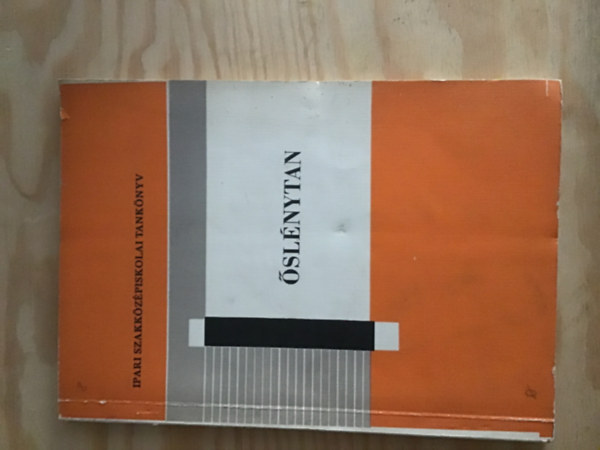 IPARI SZAKKÖZÉPISKOLAI TANKÖNYV
ŐSLÉNYTAN